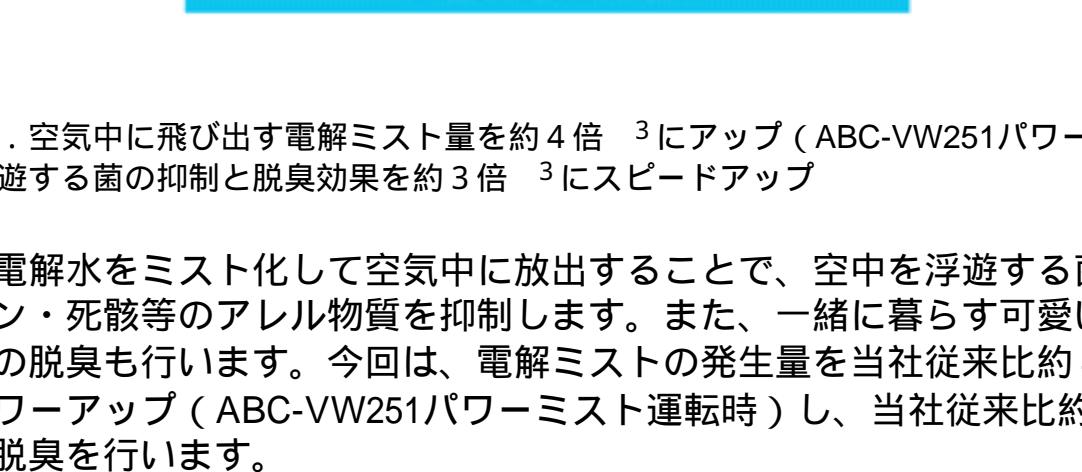 ．空気中に飛び出す電解ミスト量を約４倍　3にアップ（ABC-VW251パワー
遊する菌の抑制と脱臭効果を約３倍　3にスピードアップ
電解水をミスト化して空気中に放出することで、空中を浮遊する
ン・死骸等のアレル物質を抑制します。また、一緒に暮らす可愛い
の脱臭も行います。今回は、電解ミストの発生量を当社従来比約
ワーアップ（ABC-VW251パワーミスト運転時）し、当社従来比約
脱臭を行います。